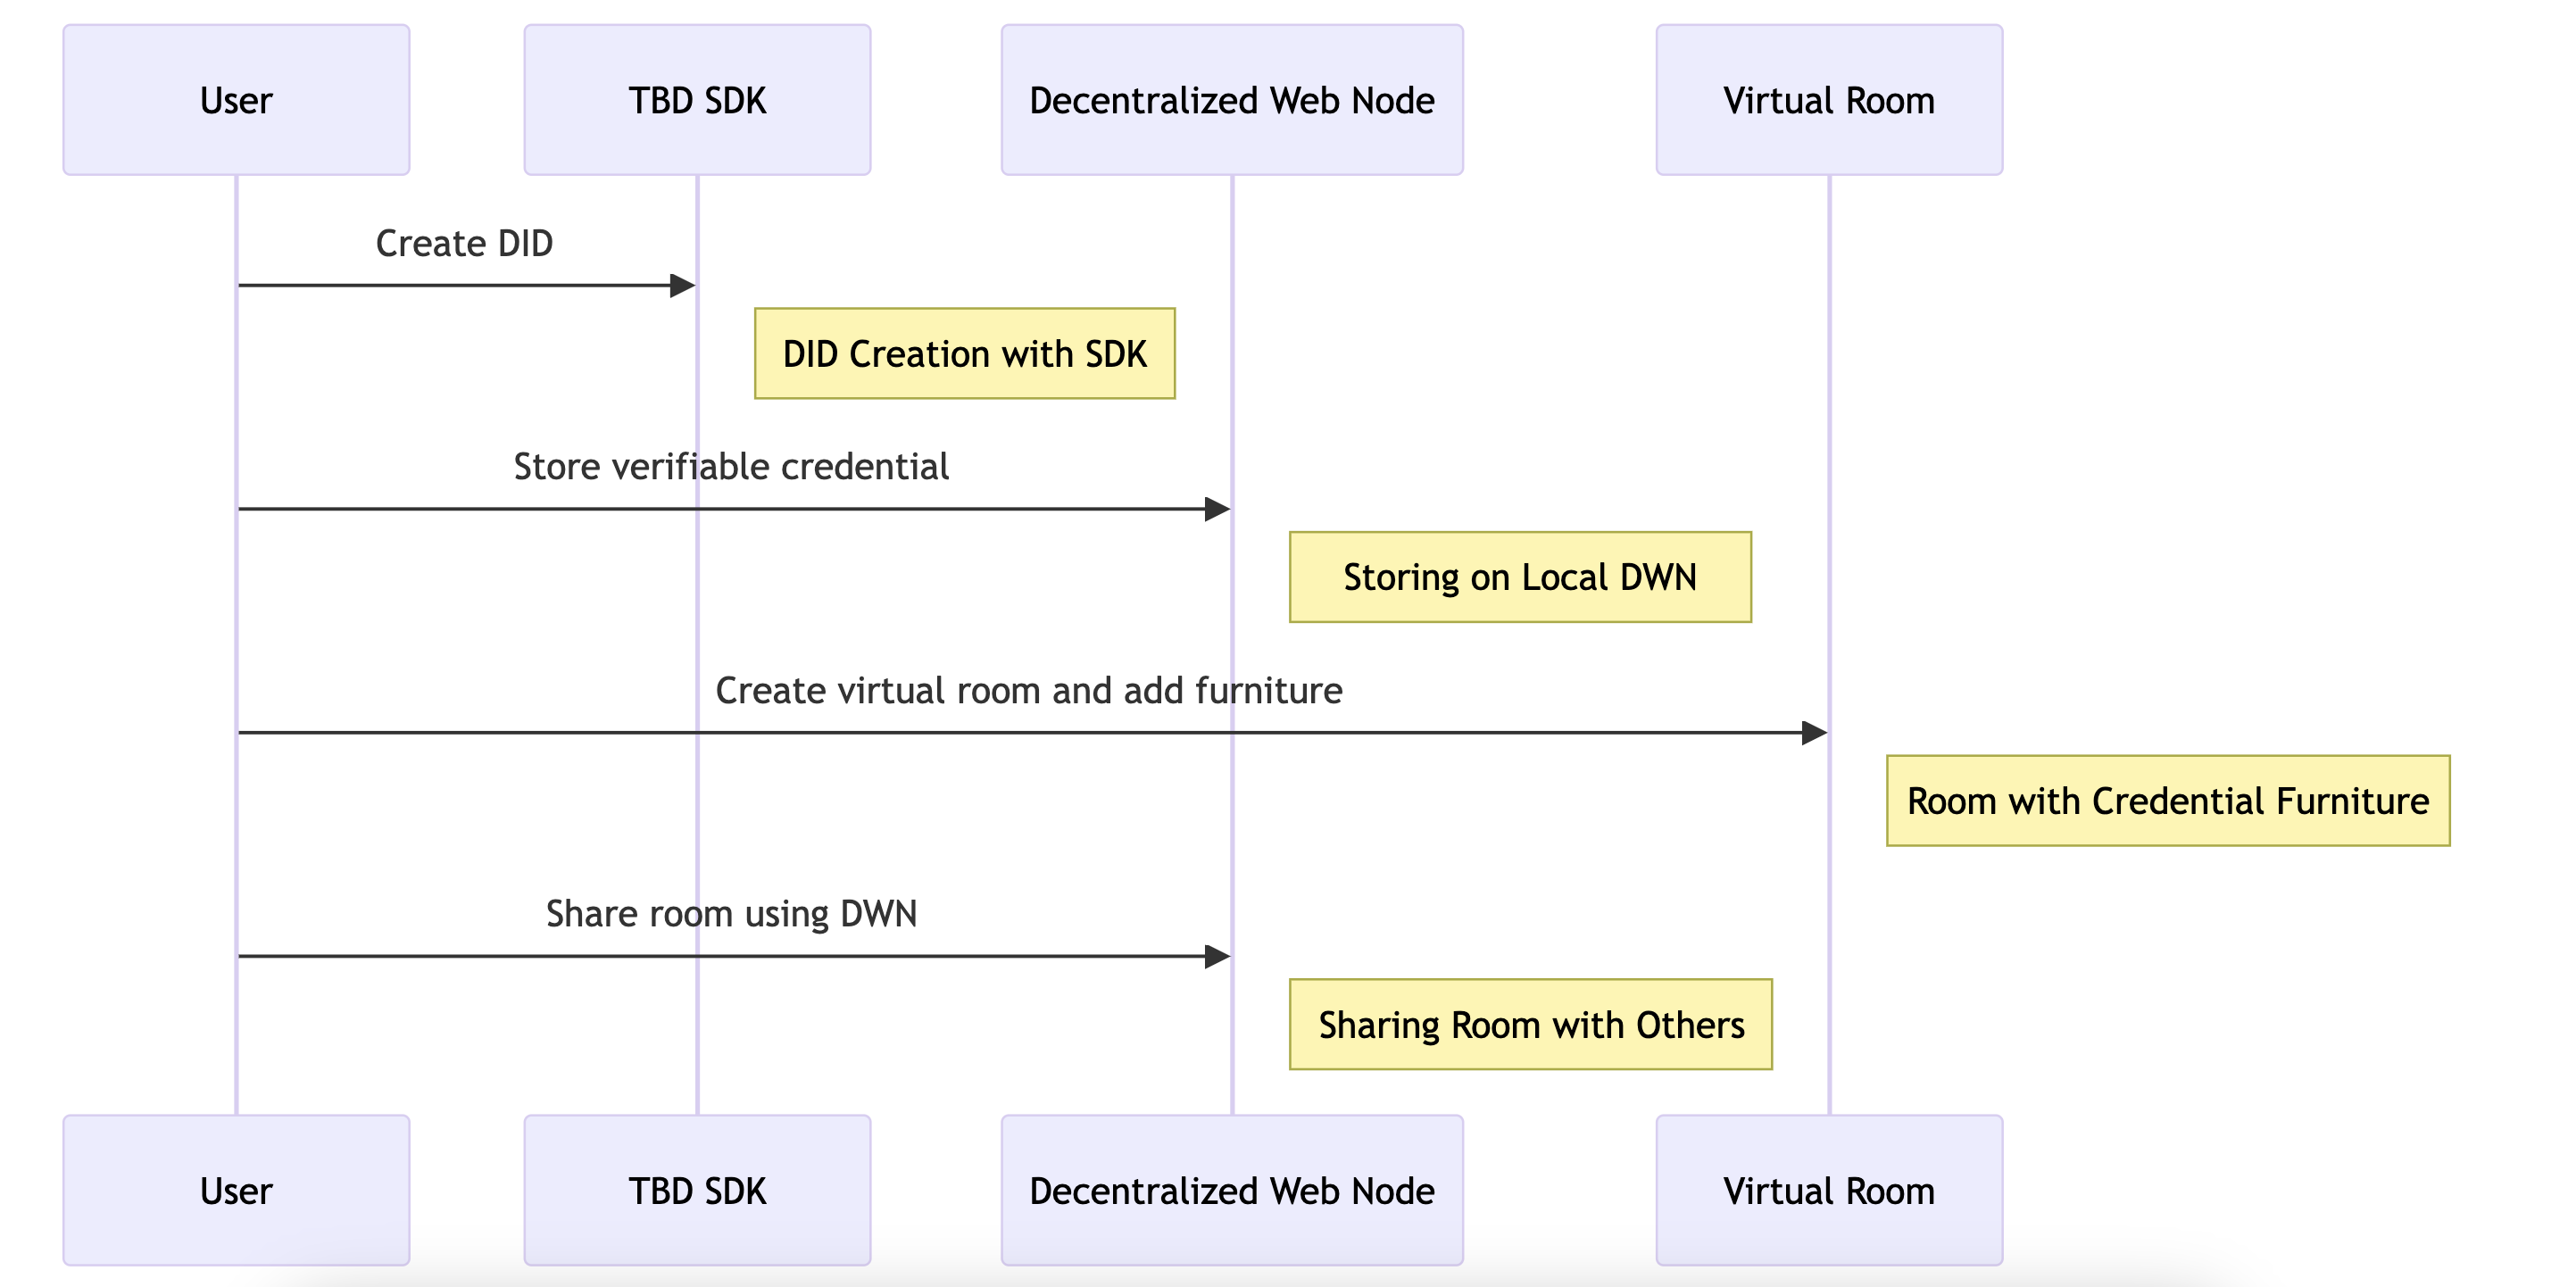 User
TBD SDK
Decentralized Web Node
Virtual Room
Create DID
DID Creation with SDK
Store verifiable credential
Storing on Local DWN
Create virtual room and add furniture
Room with Credential Furniture
Share room using DWN
Sharing Room with Others
User
TBD SDK
Decentralized Web Node
Virtual Room